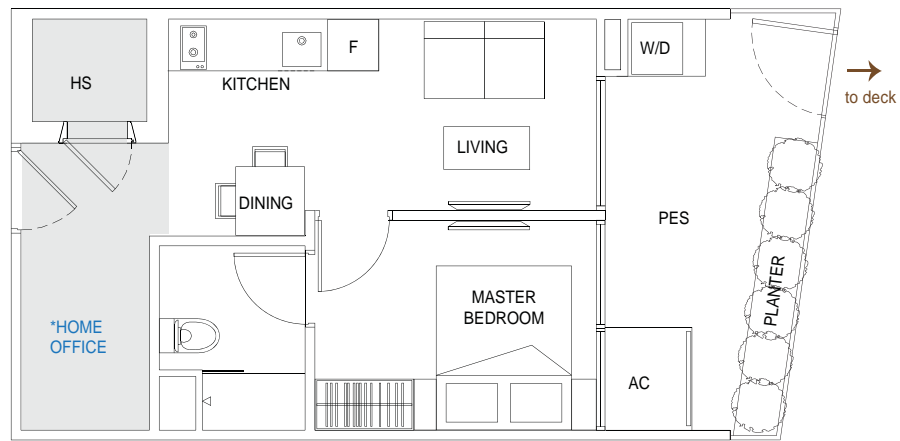 HS
KITCHEN
F
W/D
to deck
LIVING
DINING
PES
PLANTER
*HOME
OFFICE
MASTER
BEDROOM
AC